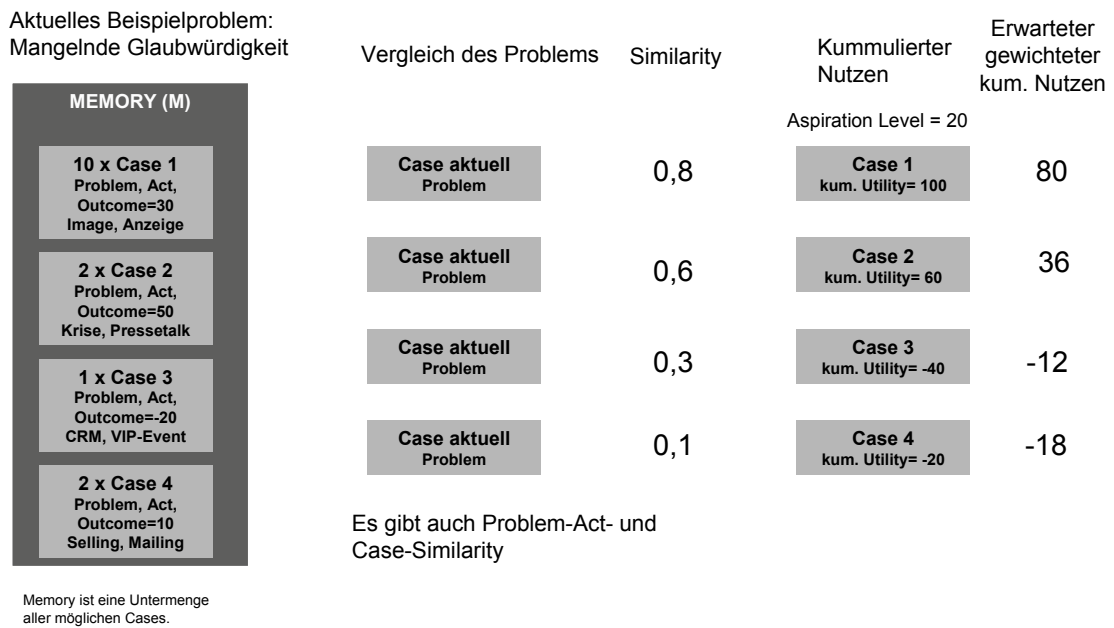 Aktuelles Beispielproblem:
Mangelnde Glaubwürdigkeit
MEMORY (M)
10 x Case 1
Problem, Act,
Outcome=30
Image, Anzeige
2 x Case 2
Problem, Act,
Outcome=50
Krise, Pressetalk
1 x Case 3
Problem, Act,
Outcome=-20
CRM, VIP-Event
2 x Case 4
Problem, Act,
Outcome=10
Selling, Mailing
Memory ist eine Untermenge
aller möglichen Cases.
Vergleich des Problems
Case aktuell
Problem
Case aktuell
Problem
Case aktuell
Problem
Case aktuell
Problem
Es gibt auch Problem-Act- und
Case-Similarity
Similarity
0,8
0,6
0,3
0,1
Kummulierter
Nutzen
Aspiration Level = 20
Case 1
kum. Utility= 100
Case 2
kum. Utility= 60
Case 3
kum. Utility= -40
Case 4
kum. Utility= -20
Erwarteter
gewichteter
kum. Nutzen
80
36
-12
-18